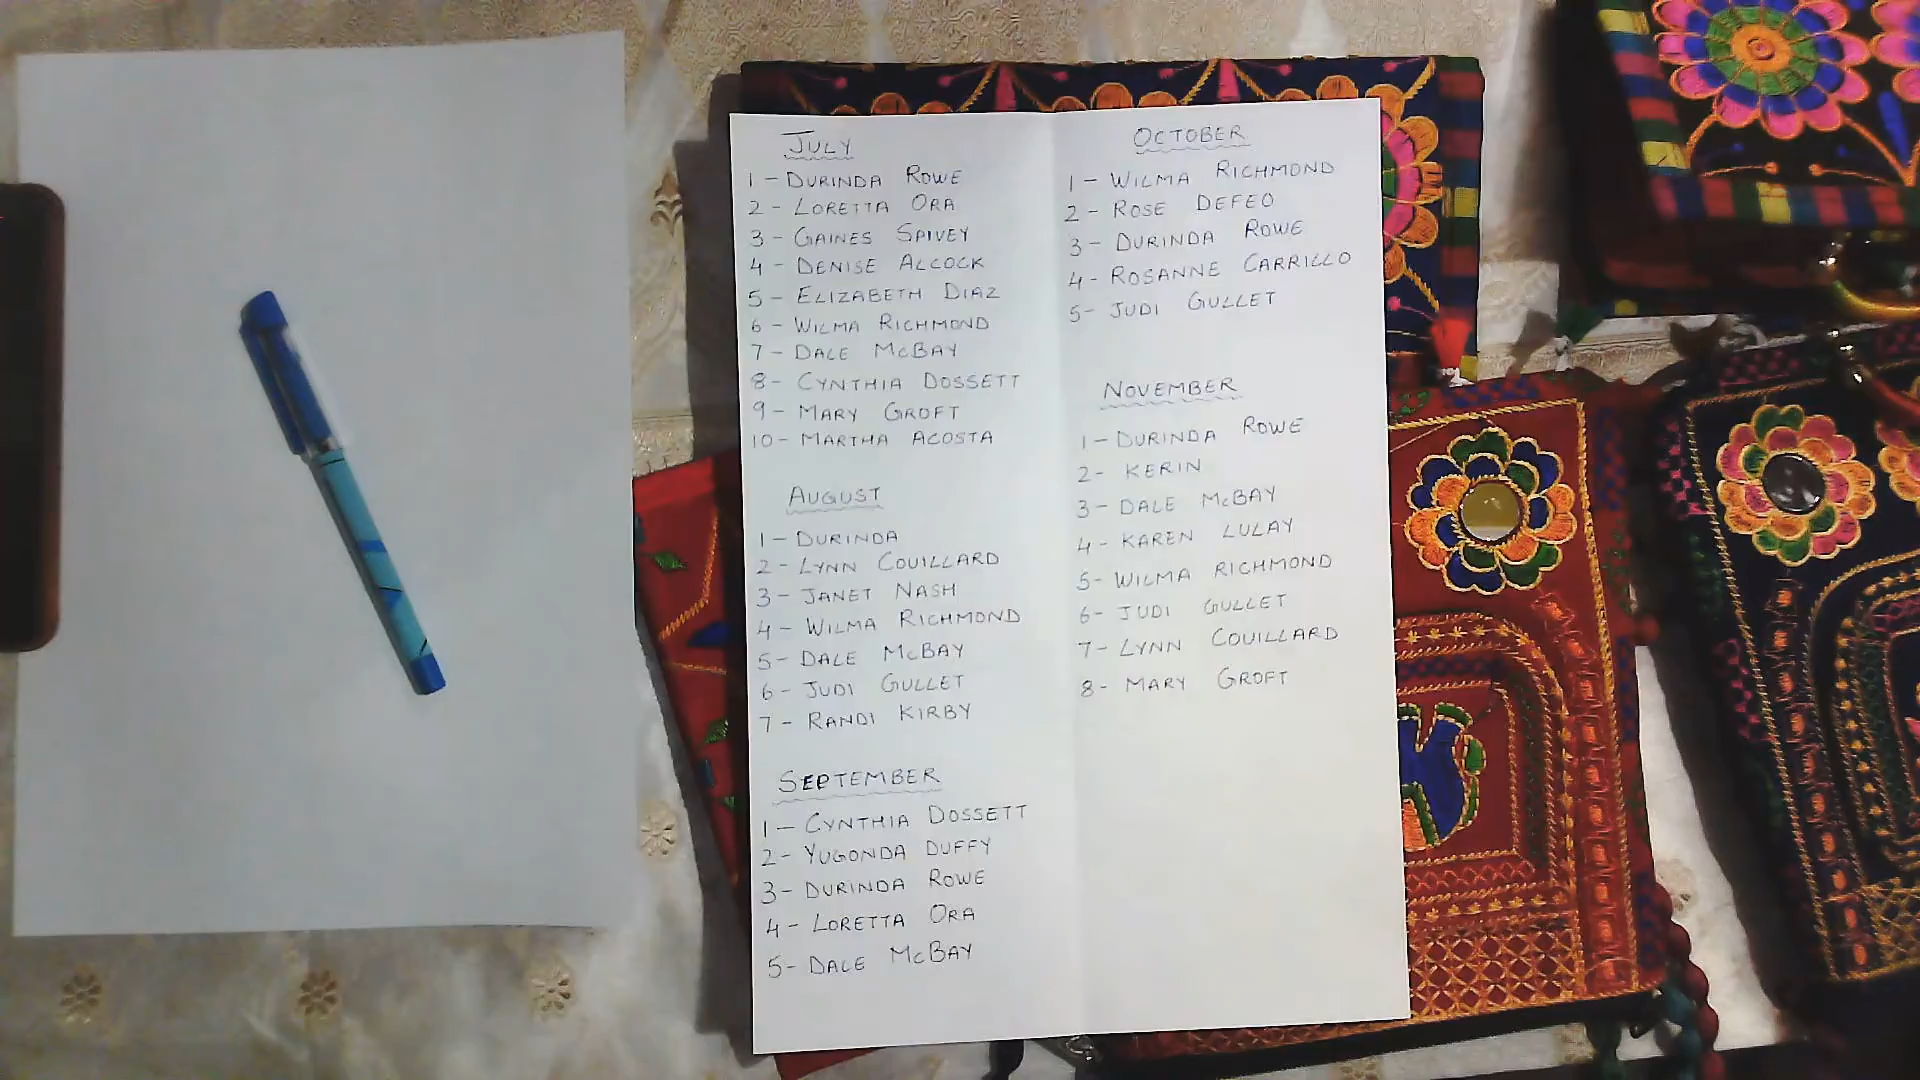 JULY
1 - DURINDA ROWE
2 - LORETTA ORA
3 - GAINES SPIVEY
4 - DENISE ALCOCK
5 - ELIZABETH DIAZ
6 - WILMA RICHMOND
7 - DALE McBAY
8 - CYNTHIA DOSSETT
9 - MARY GROFT
10 - MARTHA ACOSTA
AUGUST
1 - DURINDA
2 - LYNN COUILLARD
3 - JANET NASH
4 - WILMA RICHMOND
5 - DALE McBAY
6 - JUDI GULLET
7 - RANDI KIRBY
SEPTEMBER
1 - CYNTHIA DOSSETT
2 - YUGONDA DUFFY
3 - DURINDA ROWE
4 - LORETTA ORA
5 - DALE McBAY
OCTOBER
1 - WILMA RICHMOND
2 - ROSE DEFEO
3 - DURINDA ROWE
4 - ROSANNE CARRILLO
5 - JUDI GULLET
NOVEMBER
1 - DURINDA ROWE
2 - KERIN
3 - DALE McBAY
4 - KAREN LULAY
5 - WILMA RICHMOND
6 - JUDI GULLET
7 - LYNN COUILLARD
8 - MARY GROFT